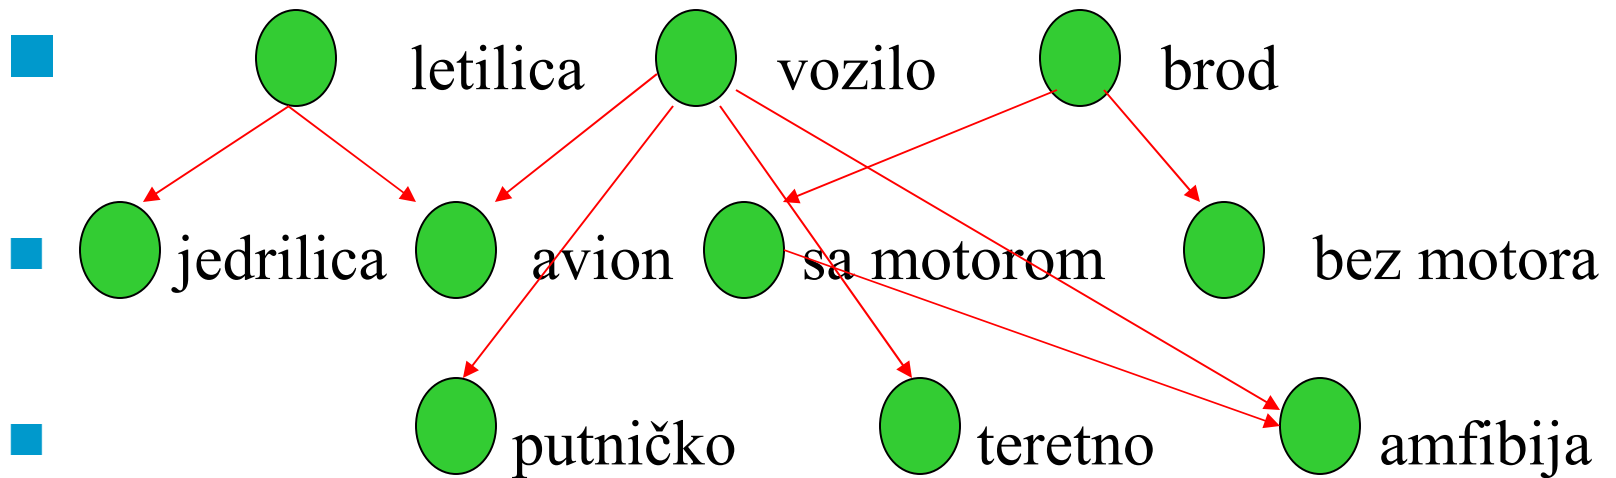 letilica vozilo brod
jedrilica avion sa motorom bez motora
putničko teretno amfibija